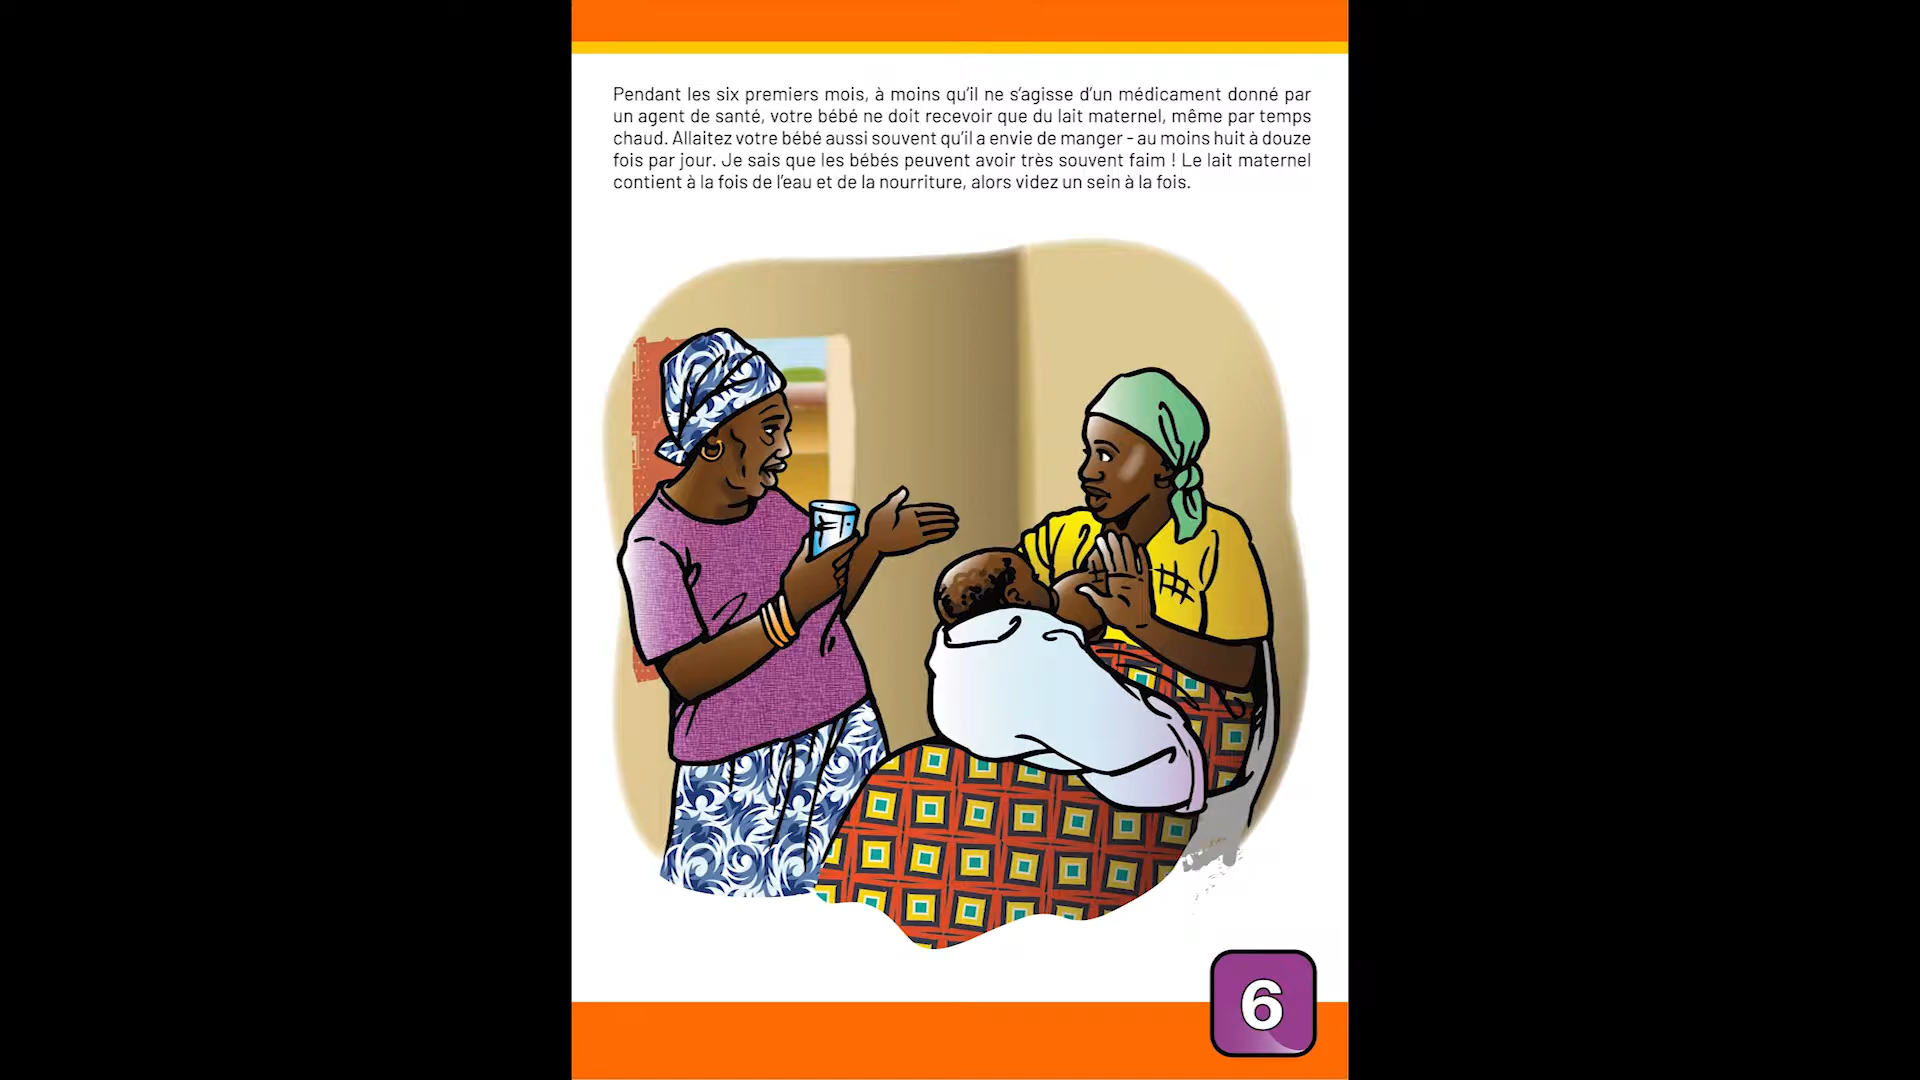 Pendant les six premiers mois, à moins qu'il ne s'agisse d'un médicament donné par
un agent de santé, votre bébé ne doit recevoir que du lait maternel, même par temps
chaud. Allaitez votre bébé aussi souvent qu'il a envie de manger - au moins huit à douze
fois par jour. Je sais que les bébés peuvent avoir très souvent faim ! Le lait maternel
contient à la fois de l'eau et de la nourriture, alors videz un sein à la fois.
6